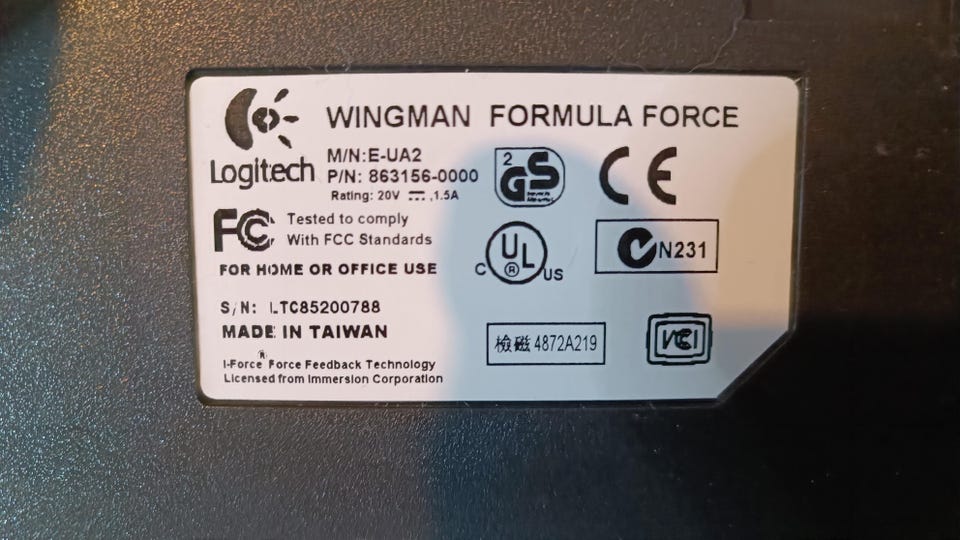 Logitech
WINGMAN FORMULA FORCE
M/N:E-UA2
P/N: 863156-0000
Rating: 20V ⎓,1.5A
FC Tested to comply
With FCC Standards
FOR HOME OR OFFICE USE
S/N: LTC85200788
MADE IN TAIWAN
I-Force® Force Feedback Technology
Licensed from Immersion Corporation
2
GS
CE
C UL® US
N231
檢磁 4872A219
VCI